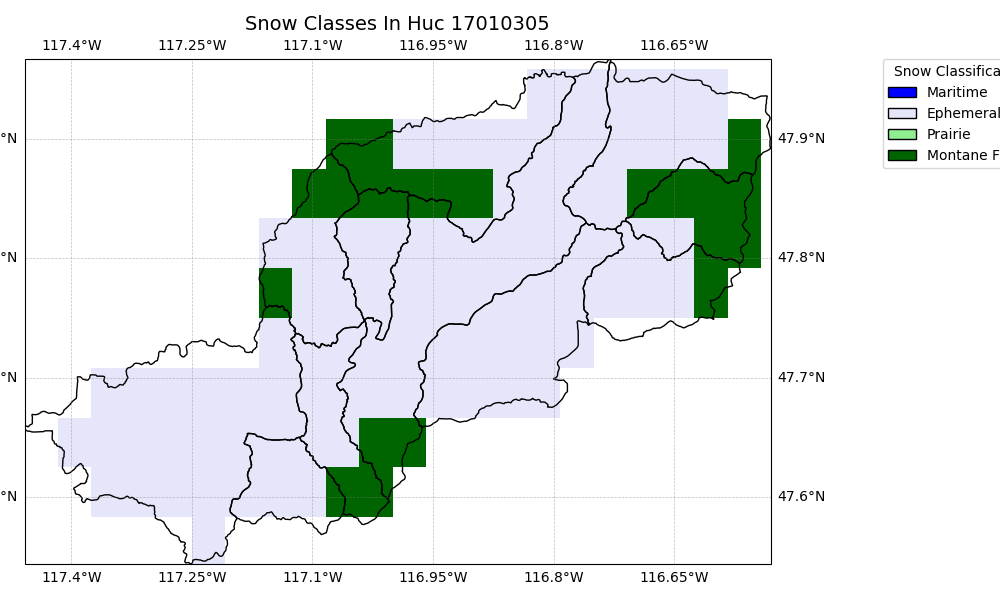 Snow Classes In Huc 17010305
117.4°W 117.25°W 117.1°W 116.95°W 116.8°W 116.65°W
Snow Classifica
Maritime
Ephemeral
Prairie
Montane F
°N 47.9°N
°N 47.8°N
°N 47.7°N
°N 47.6°N
117.4°W 117.25°W 117.1°W 116.95°W 116.8°W 116.65°W